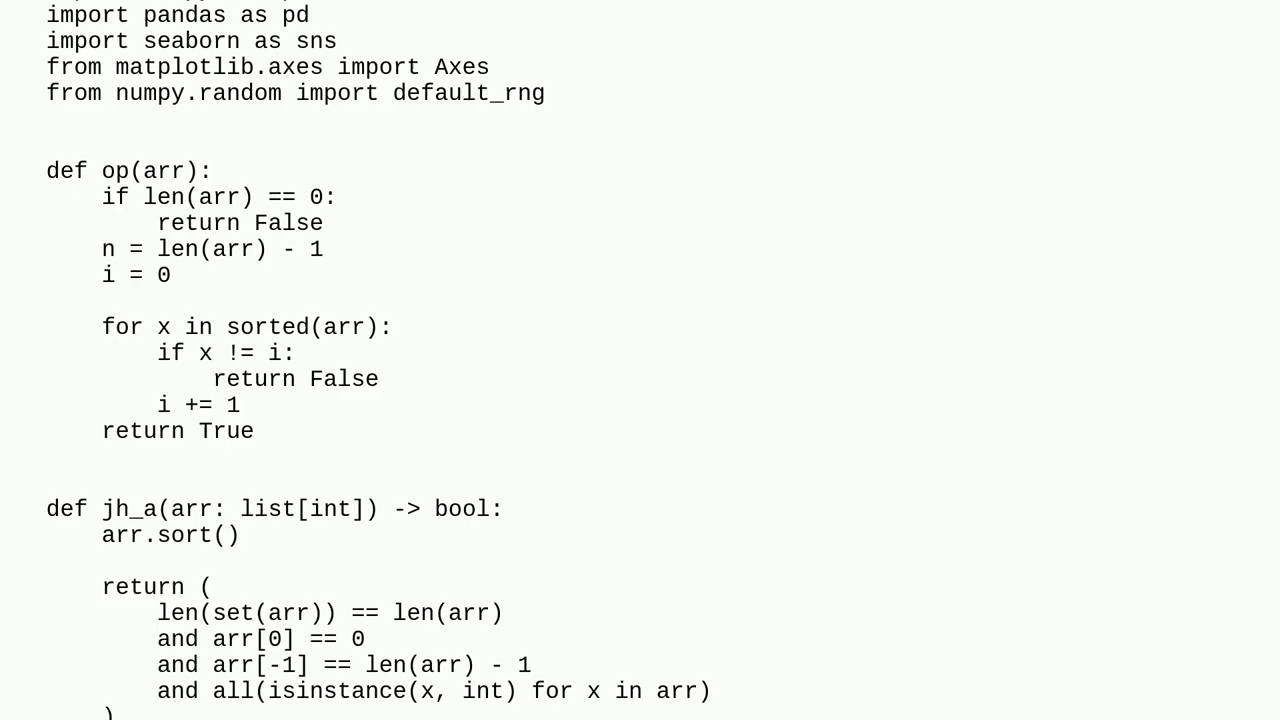 import pandas as pd
import seaborn as sns
from matplotlib.axes import Axes
from numpy.random import default_rng
def op(arr):
    if len(arr) == 0:
        return False
    n = len(arr) - 1
    i = 0
    for x in sorted(arr):
        if x != i:
            return False
        i += 1
    return True
def jh_a(arr: list[int]) -> bool:
    arr.sort()
    return (
        len(set(arr)) == len(arr)
        and arr[0] == 0
        and arr[-1] == len(arr) - 1
        and all(isinstance(x, int) for x in arr)
    )